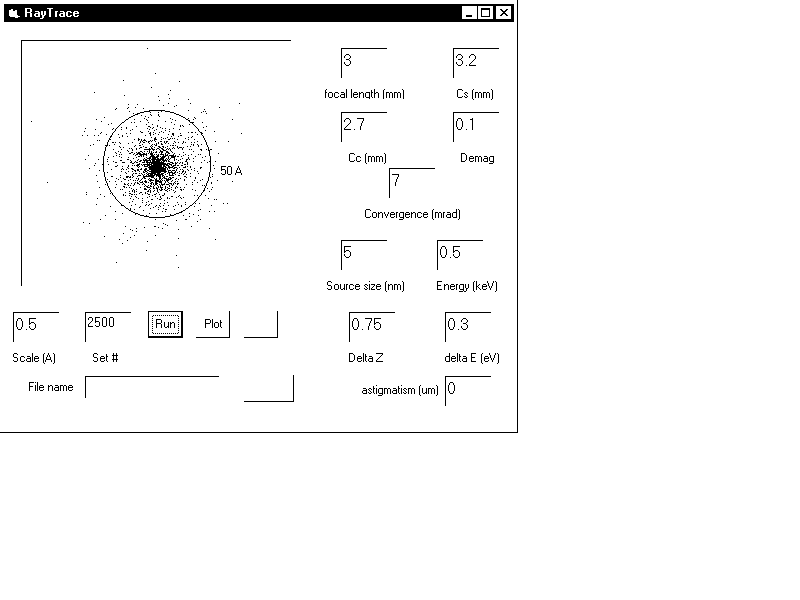 RayTrace
3
3.2
focal length (mm)
Cs (mm)
2.7
0.1
Cc (mm)
Demag
50 A
7
Convergence (mrad)
5
0.5
Source size (nm)
Energy (keV)
0.5
2500
Run
Plot
0.75
0.3
Scale (A)
Set #
Delta Z
delta E (eV)
File name
astigmatism (um)
0